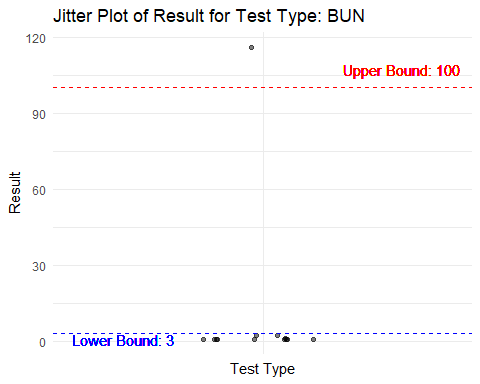 Jitter Plot of Result for Test Type: BUN
120
Upper Bound: 100
90
Result
60
30
0
Lower Bound: 3
Test Type